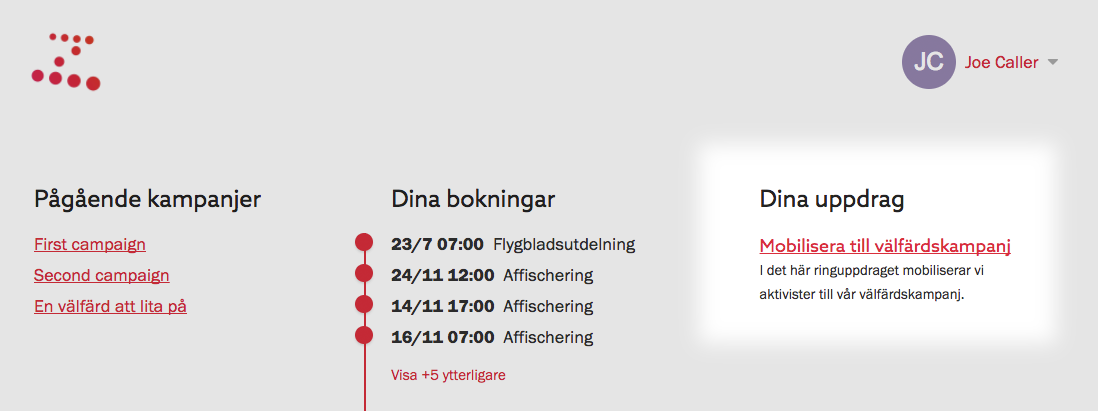 JC
Joe Caller
Pågående kampanjer
First campaign
Second campaign
En välfärd att lita på
Dina bokningar
23/7 07:00 Flygbladsutdelning
24/11 12:00 Affischering
14/11 17:00 Affischering
16/11 07:00 Affischering
Visa +5 ytterligare
Dina uppdrag
Mobilisera till välfärdskampanj
I det här ringuppdraget mobiliserar vi
aktivister till vår välfärdskampanj.